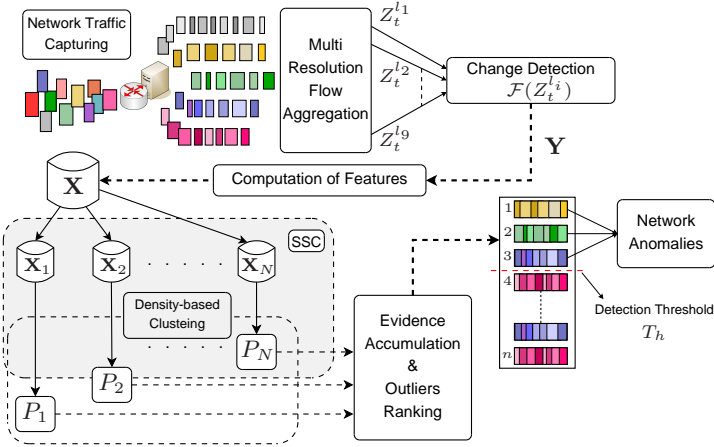 Network Traffic
Capturing
Multi
Resolution
Flow
Aggregation
Z_t^{l_1}
Z_t^{l_2}
Z_t^{l_9}
Change Detection
F(Z_t^{l_i})
Y
Computation of Features
X
SSC
X_1
X_2
. . . . .
X_N
Density-based
Clusteing
. . . . .
P_N
P_2
P_1
Evidence
Accumulation
&
Outliers
Ranking
1
2
3
4
n
Network
Anomalies
Detection Threshold
T_h